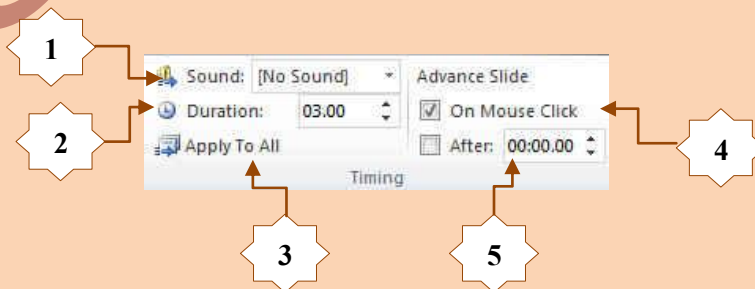 1
Sound: [No Sound] Advance Slide
2 Duration: 03.00 On Mouse Click 4
Apply To All After: 00:00.00
Timing
3 5